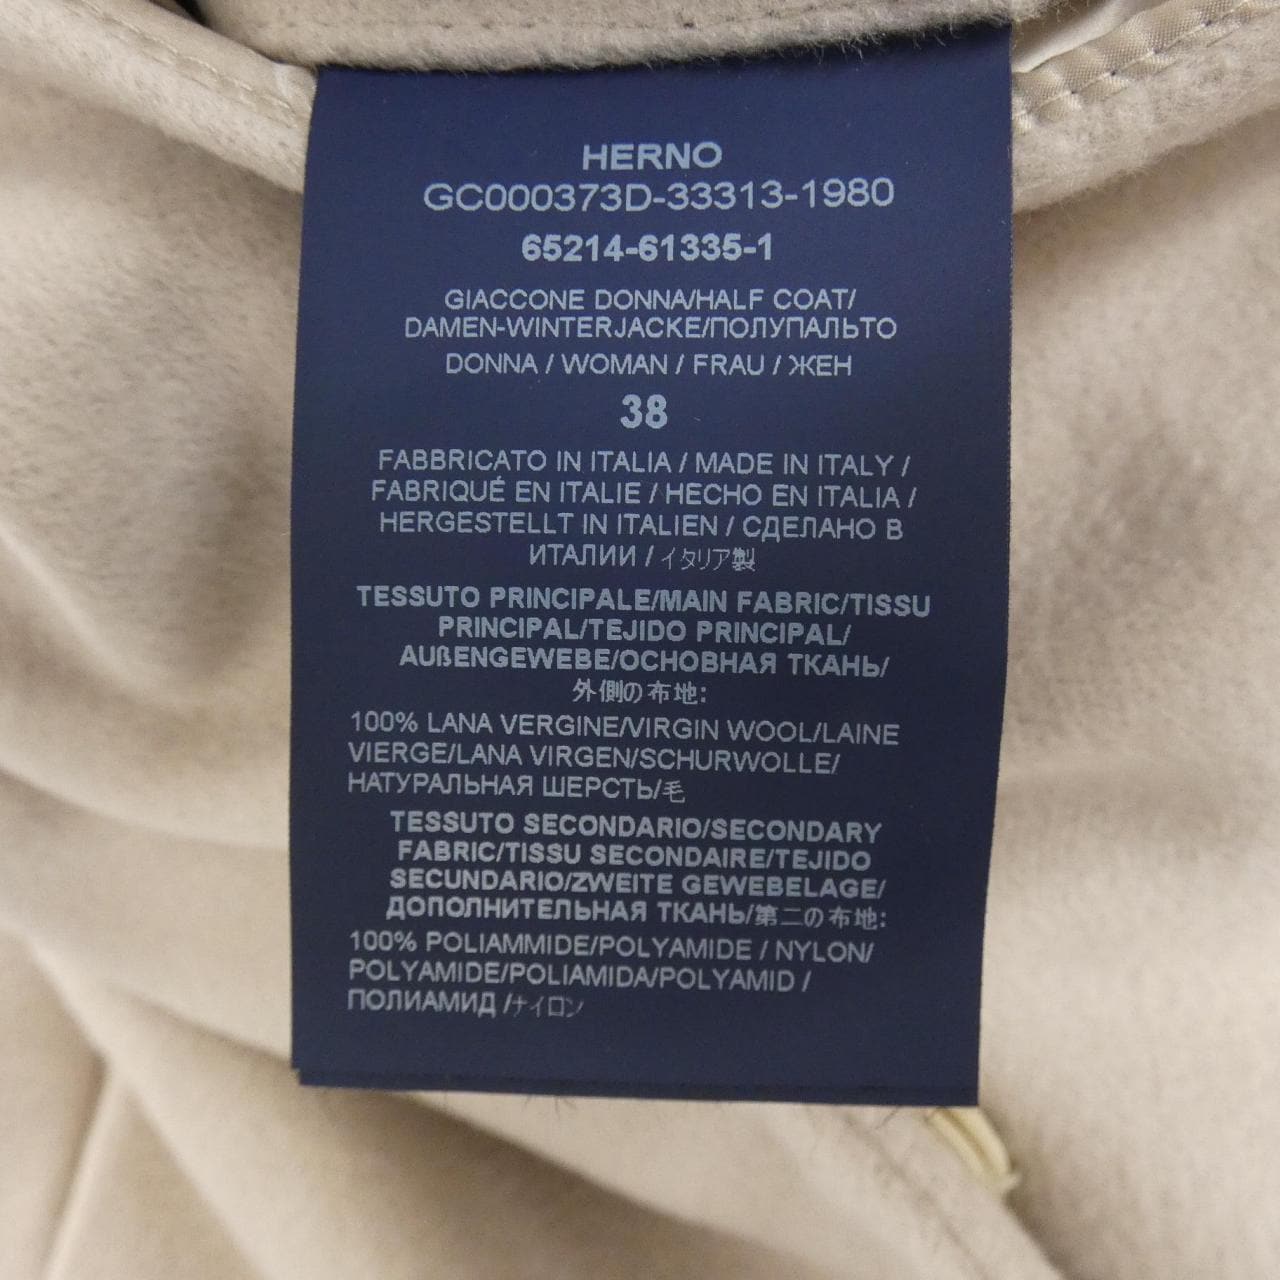 HERNO
GC000373D-33313-1980
65214-61335-1
GIACCONE DONNA/HALF COAT/
DAMEN-WINTERJACKE/ПОЛУПАЛЬТО
DONNA / WOMAN / FRAU / ЖЕН
38
FABBRICATO IN ITALIA / MADE IN ITALY /
FABRIQUÉ EN ITALIE / HECHO EN ITALIA /
HERGESTELLT IN ITALIEN / СДЕЛАНО В
ИТАЛИИ / イタリア製
TESSUTO PRINCIPALE/MAIN FABRIC/TISSU
PRINCIPAL/TEJIDO PRINCIPAL/
AUßENGEWEBE/ОСНОВНАЯ ТКАНЬ/
外側の布地:
100% LANA VERGINE/VIRGIN WOOL/LAINE
VIERGE/LANA VIRGEN/SCHURWOLLE/
НАТУРАЛЬНАЯ ШЕРСТЬ/毛
TESSUTO SECONDARIO/SECONDARY
FABRIC/TISSU SECONDAIRE/TEJIDO
SECUNDARIO/ZWEITE GEWEBELAGE/
ДОПОЛНИТЕЛЬНАЯ ТКАНЬ/第二の布地:
100% POLIAMMIDE/POLYAMIDE / NYLON/
POLYAMIDE/POLIAMIDA/POLYAMID /
ПОЛИАМИД /ナイロン